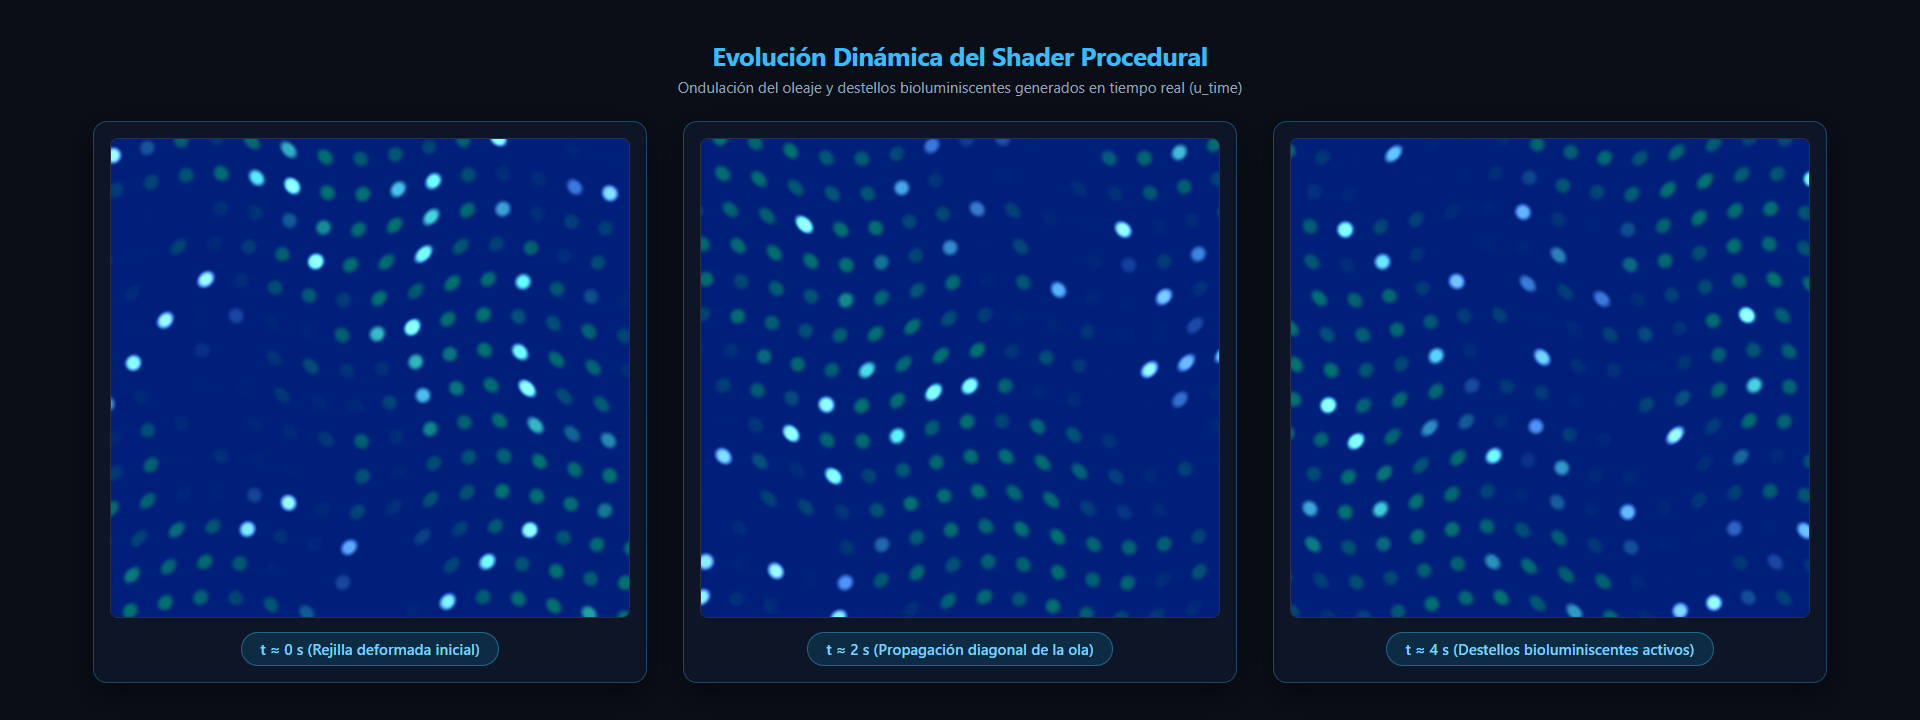 Evolución Dinámica del Shader Procedural
Ondulación del oleaje y destellos bioluminiscentes generados en tiempo real (u_time)
t ≈ 0 s (Rejilla deformada inicial)
t ≈ 2 s (Propagación diagonal de la ola)
t ≈ 4 s (Destellos bioluminiscentes activos)